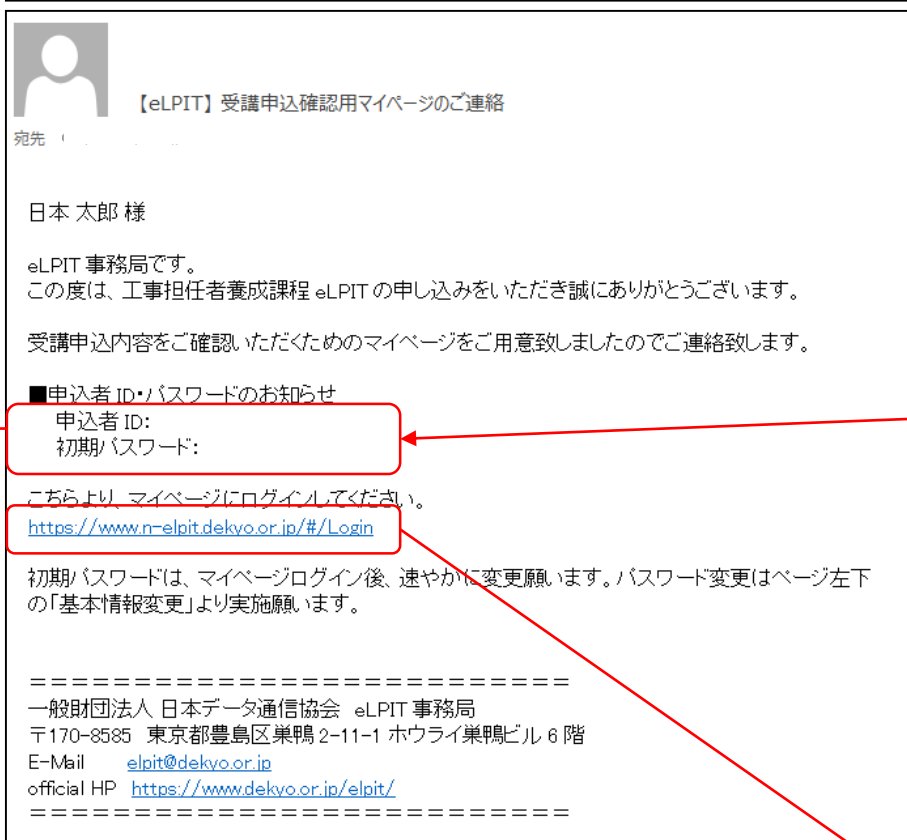 【eLPIT】受講申込確認用マイページのご連絡
宛先
日本 太郎 様
eLPIT 事務局です。
この度は、工事担任者養成課程 eLPIT の申し込みをいただき誠にありがとうございます。
受講申込内容をご確認いただくためのマイページをご用意致しましたのでご連絡致します。
■申込者 ID・パスワードのお知らせ
申込者 ID:
初期パスワード:
こちらより、マイページにログインしてください。
https://www.n-elpit.dekyo.or.jp/#/Login
初期パスワードは、マイページログイン後、速やかに変更願います。パスワード変更はページ左下
の「基本情報変更」より実施願います。
＝＝＝＝＝＝＝＝＝＝＝＝＝＝＝＝＝＝＝＝＝＝＝＝＝＝
一般財団法人 日本データ通信協会 eLPIT 事務局
〒170-8585 東京都豊島区巣鴨 2-11-1 ホウライ巣鴨ビル 6 階
E-Mail elpit@dekyo.or.jp
official HP https://www.dekyo.or.jp/elpit/
＝＝＝＝＝＝＝＝＝＝＝＝＝＝＝＝＝＝＝＝＝＝＝＝＝＝